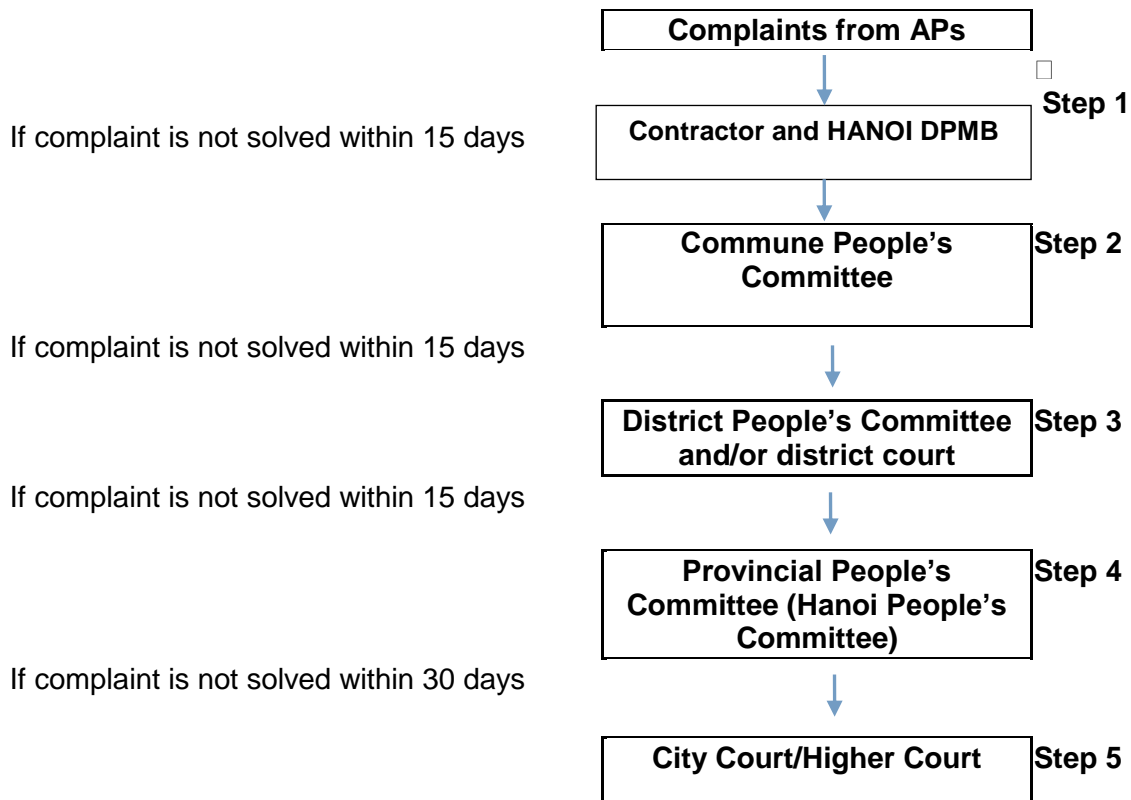 Complaints from APs
Step 1
If complaint is not solved within 15 days
Contractor and HANOI DPMB
Commune People’s
Committee
Step 2
If complaint is not solved within 15 days
District People’s Committee
and/or district court
Step 3
If complaint is not solved within 15 days
Provincial People’s
Committee (Hanoi People’s
Committee)
Step 4
If complaint is not solved within 30 days
City Court/Higher Court
Step 5